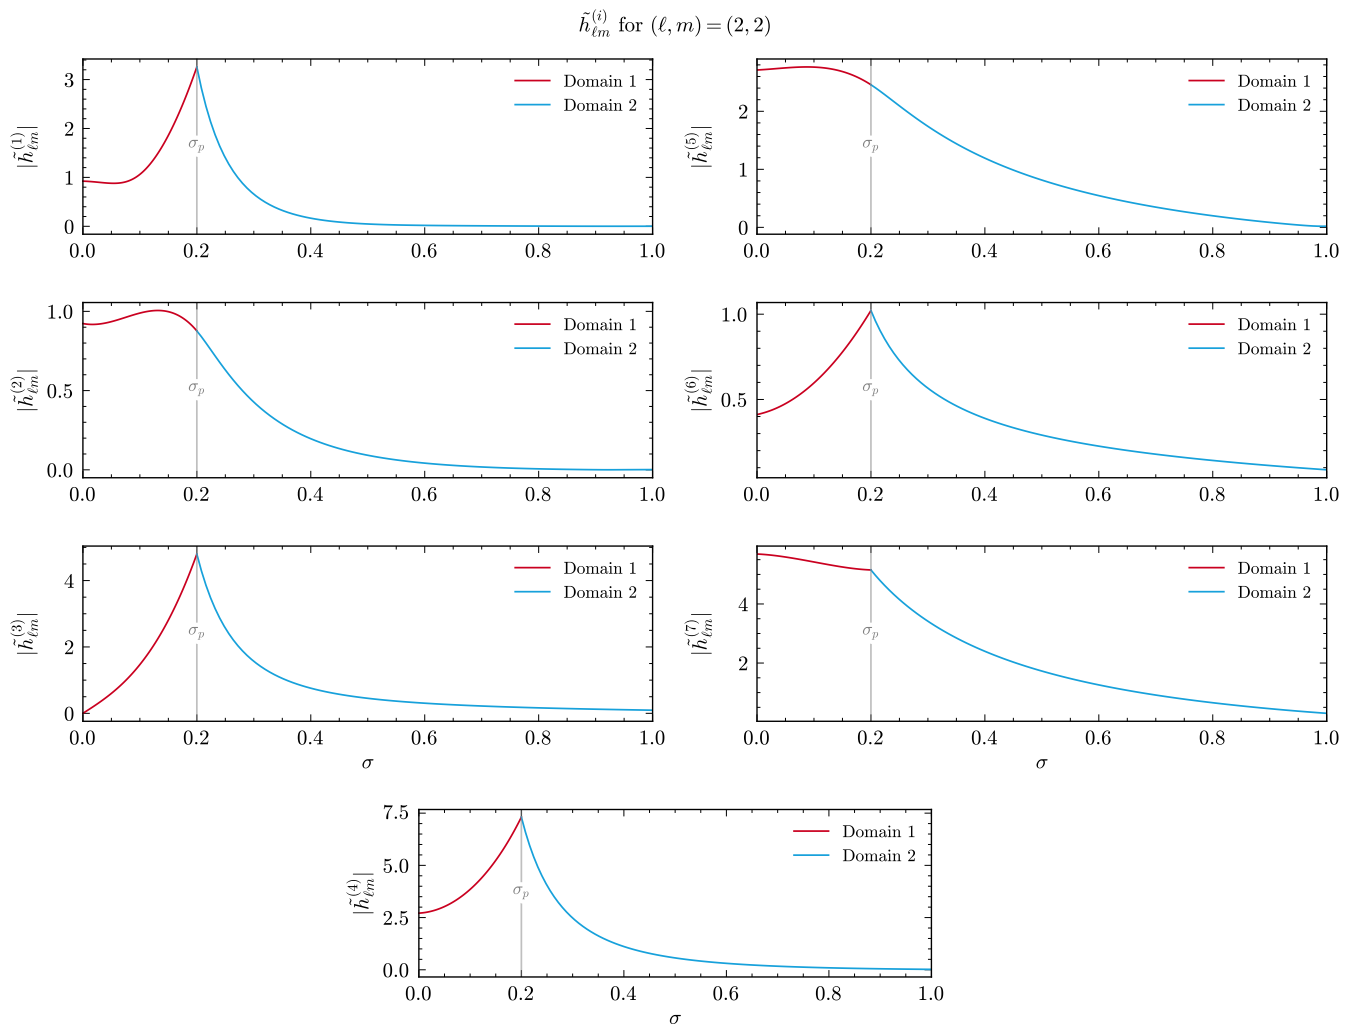 h̃_{ℓm}^{(i)} for (ℓ, m) = (2, 2)
|h̃_{ℓm}^{(1)}|
3
2
1
0
σ_p
Domain 1
Domain 2
0.0 0.2 0.4 0.6 0.8 1.0
|h̃_{ℓm}^{(5)}|
2
1
0
σ_p
Domain 1
Domain 2
0.0 0.2 0.4 0.6 0.8 1.0
|h̃_{ℓm}^{(2)}|
1.0
0.5
0.0
σ_p
Domain 1
Domain 2
0.0 0.2 0.4 0.6 0.8 1.0
|h̃_{ℓm}^{(6)}|
1.0
0.5
σ_p
Domain 1
Domain 2
0.0 0.2 0.4 0.6 0.8 1.0
|h̃_{ℓm}^{(3)}|
4
2
0
σ_p
Domain 1
Domain 2
0.0 0.2 0.4 0.6 0.8 1.0
σ
|h̃_{ℓm}^{(7)}|
4
2
σ_p
Domain 1
Domain 2
0.0 0.2 0.4 0.6 0.8 1.0
σ
|h̃_{ℓm}^{(4)}|
7.5
5.0
2.5
0.0
σ_p
Domain 1
Domain 2
0.0 0.2 0.4 0.6 0.8 1.0
σ